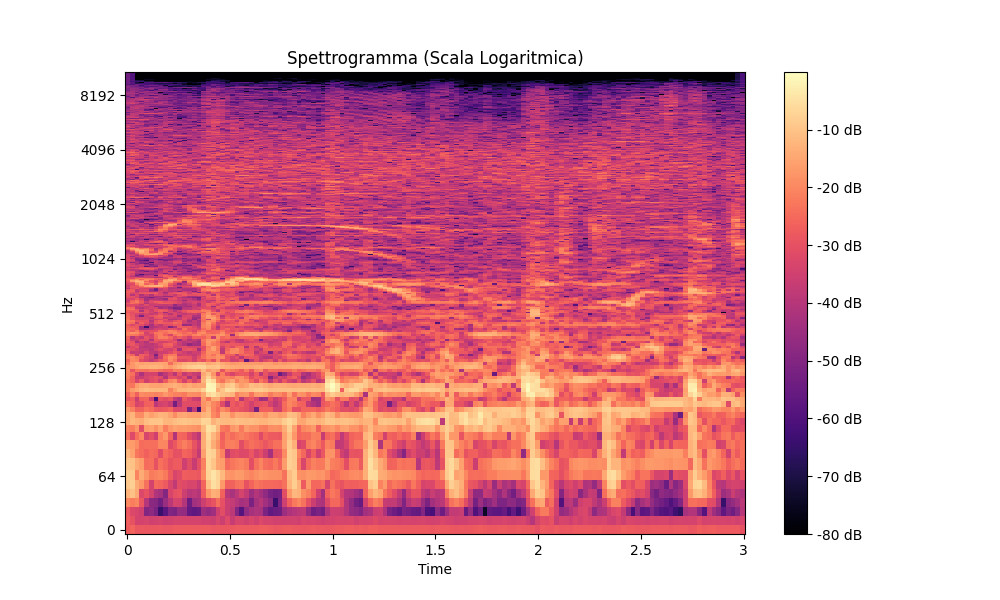 Spettrogramma (Scala Logaritmica)
8192
4096
2048
1024
512
256
128
64
0
Hz
0
0.5
1
1.5
2
2.5
3
Time
-10 dB
-20 dB
-30 dB
-40 dB
-50 dB
-60 dB
-70 dB
-80 dB